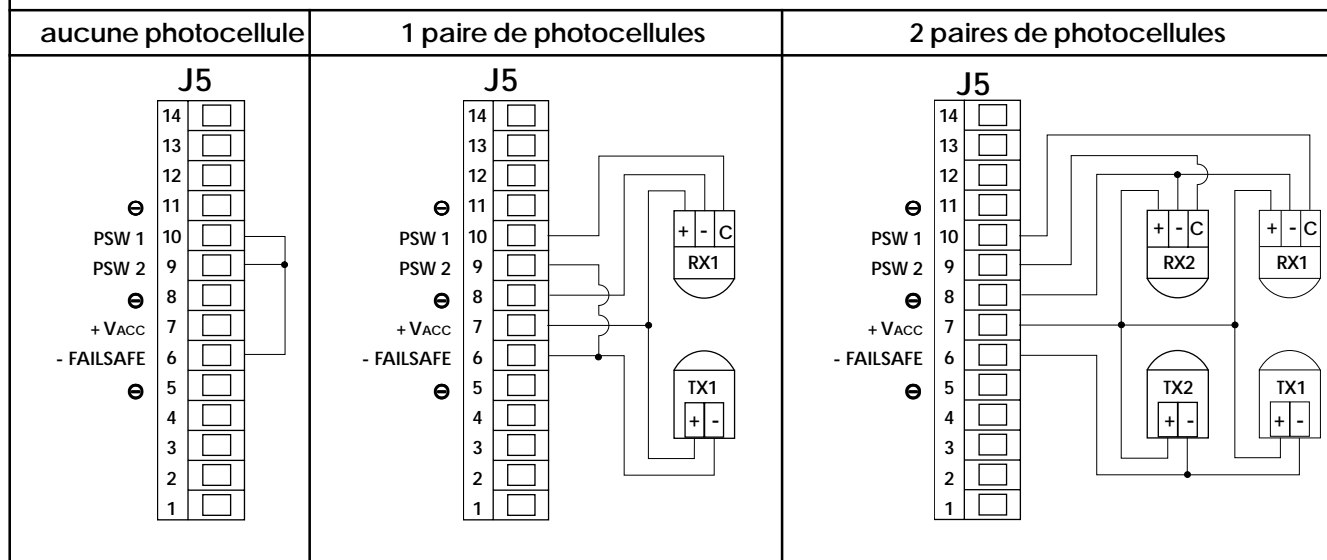 aucune photocellule
1 paire de photocellules
2 paires de photocellules
J5
14
13
12
⊖ 11
PSW 1 10
PSW 2 9
⊖ 8
+ VACC 7
- FAILSAFE 6
⊖ 5
4
3
2
1
J5
14
13
12
⊖ 11
PSW 1 10
PSW 2 9
⊖ 8
+ VACC 7
- FAILSAFE 6
⊖ 5
4
3
2
1
+ - C
RX1
TX1
+ -
J5
14
13
12
⊖ 11
PSW 1 10
PSW 2 9
⊖ 8
+ VACC 7
- FAILSAFE 6
⊖ 5
4
3
2
1
+ - C
RX2
+ - C
RX1
TX2
+ -
TX1
+ -